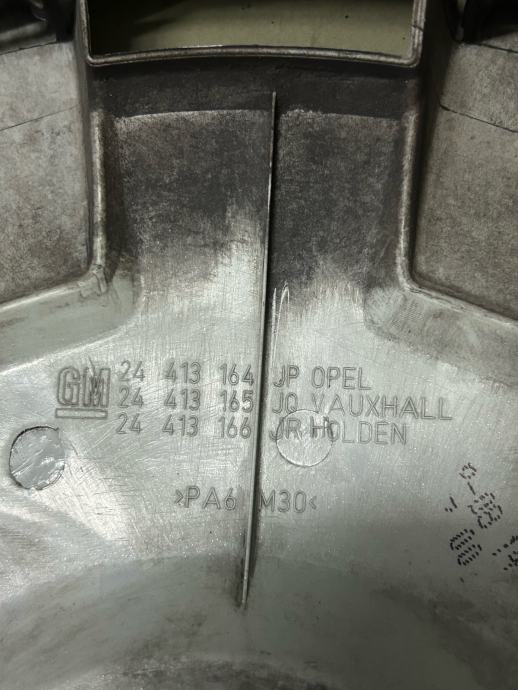 GM
24 413 164 JP OPEL
24 413 165 JQ VAUXHALL
24 413 166 JR HOLDEN
>PA6 M30<